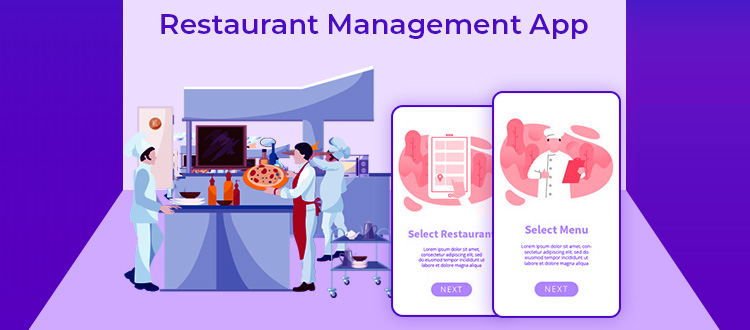 Restaurant Management App
Select Restaurant
Lorem ipsum dolor sit amet,
consectetur adipiscing elit, sed
do eiusmod tempor incididunt
ut labore et dolore magna
aliqua
NEXT
Select Menu
Lorem ipsum dolor sit amet, con-
sectetur adipiscing elit, sed do
eiusmod tempor incididunt ut
labore et dolore magna aliqua
NEXT